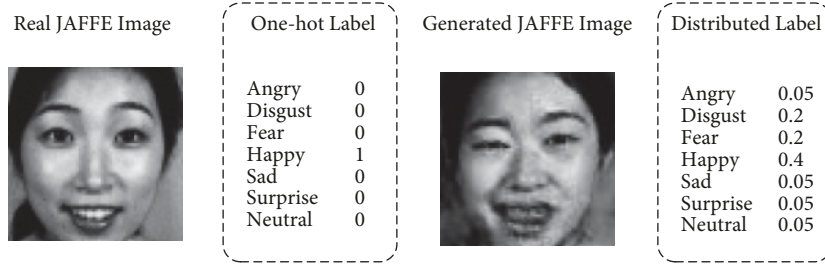 Real JAFFE Image
One-hot Label
Generated JAFFE Image
Distributed Label
Angry 0
Disgust 0
Fear 0
Happy 1
Sad 0
Surprise 0
Neutral 0
Angry 0.05
Disgust 0.2
Fear 0.2
Happy 0.4
Sad 0.05
Surprise 0.05
Neutral 0.05